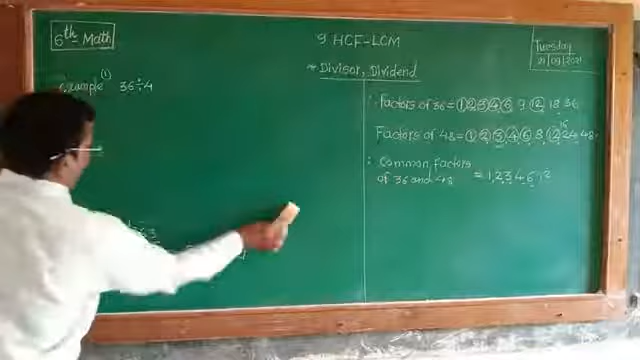 6th- Math
9 HCF-LCM
Tuesday
21/09/2021
* Divisor, Dividend
Example (1) 36÷4
∴ Factors of 36= 1, 2, 3, 4, 6, 9, 12, 18, 36
Factors of 48= 1, 2, 3, 4, 6, 8, 12, 16, 24, 48
∴ Common factors
of 36 and 48 = 1, 2, 3, 4, 6, 12